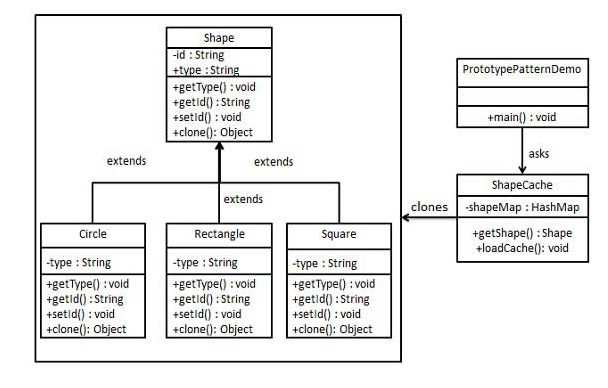 Shape
-id : String
+type : String
+getType() : void
+getId() : String
+setId() : void
+clone(): Object
extends
extends
extends
Circle
-type : String
+getType() : void
+getId() : String
+setId() : void
+clone(): Object
Rectangle
-type : String
+getType() : void
+getId() : String
+setId() : void
+clone(): Object
Square
-type : String
+getType() : void
+getId() : String
+setId() : void
+clone(): Object
PrototypePatternDemo
+main() : void
asks
clones
ShapeCache
-shapeMap : HashMap
+getShape() : Shape
+loadCache(): void